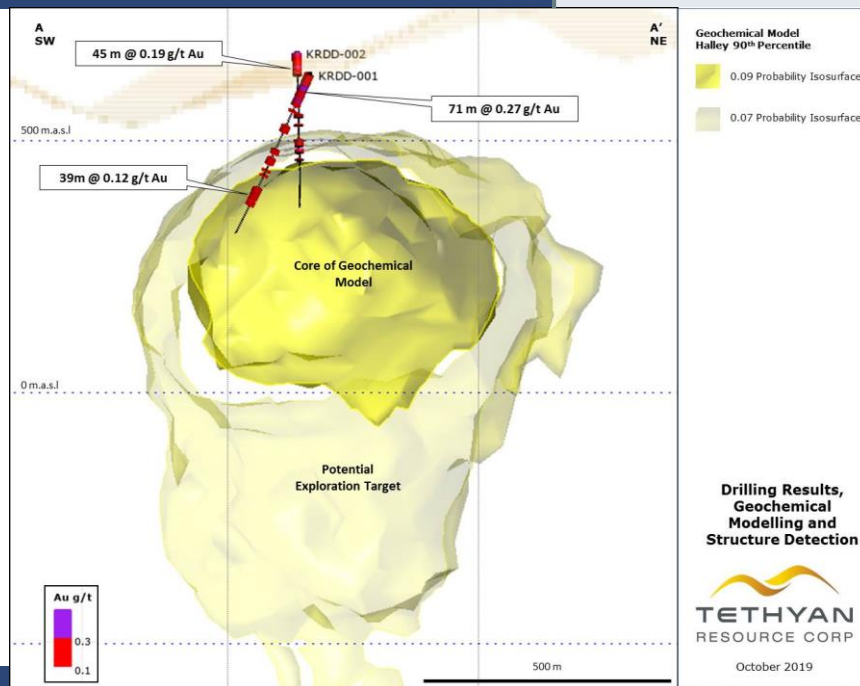 A
SW
A'
NE
KRDD-002
45 m @ 0.19 g/t Au
KRDD-001
71 m @ 0.27 g/t Au
500 m.a.s.l
39m @ 0.12 g/t Au
Core of Geochemical
Model
0 m.a.s.l
Potential
Exploration Target
Au g/t
0.3
0.1
500 m
Geochemical Model
Halley 90th Percentile
0.09 Probability Isosurface
0.07 Probability Isosurface
Drilling Results,
Geochemical
Modelling and
Structure Detection
TETHYAN
RESOURCE CORP
October 2019